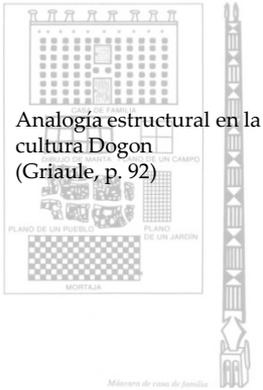 CASA DE FAMILIA
Analogía estructural en la
cultura Dogon
DIBUJO DE MANTA PLANO DE UN CAMPO
(Griaule, p. 92)
PLANO DE UN PUEBLO
PLANO
DE UN JARDÍN
MORTAJA
Máscara de casa de familia